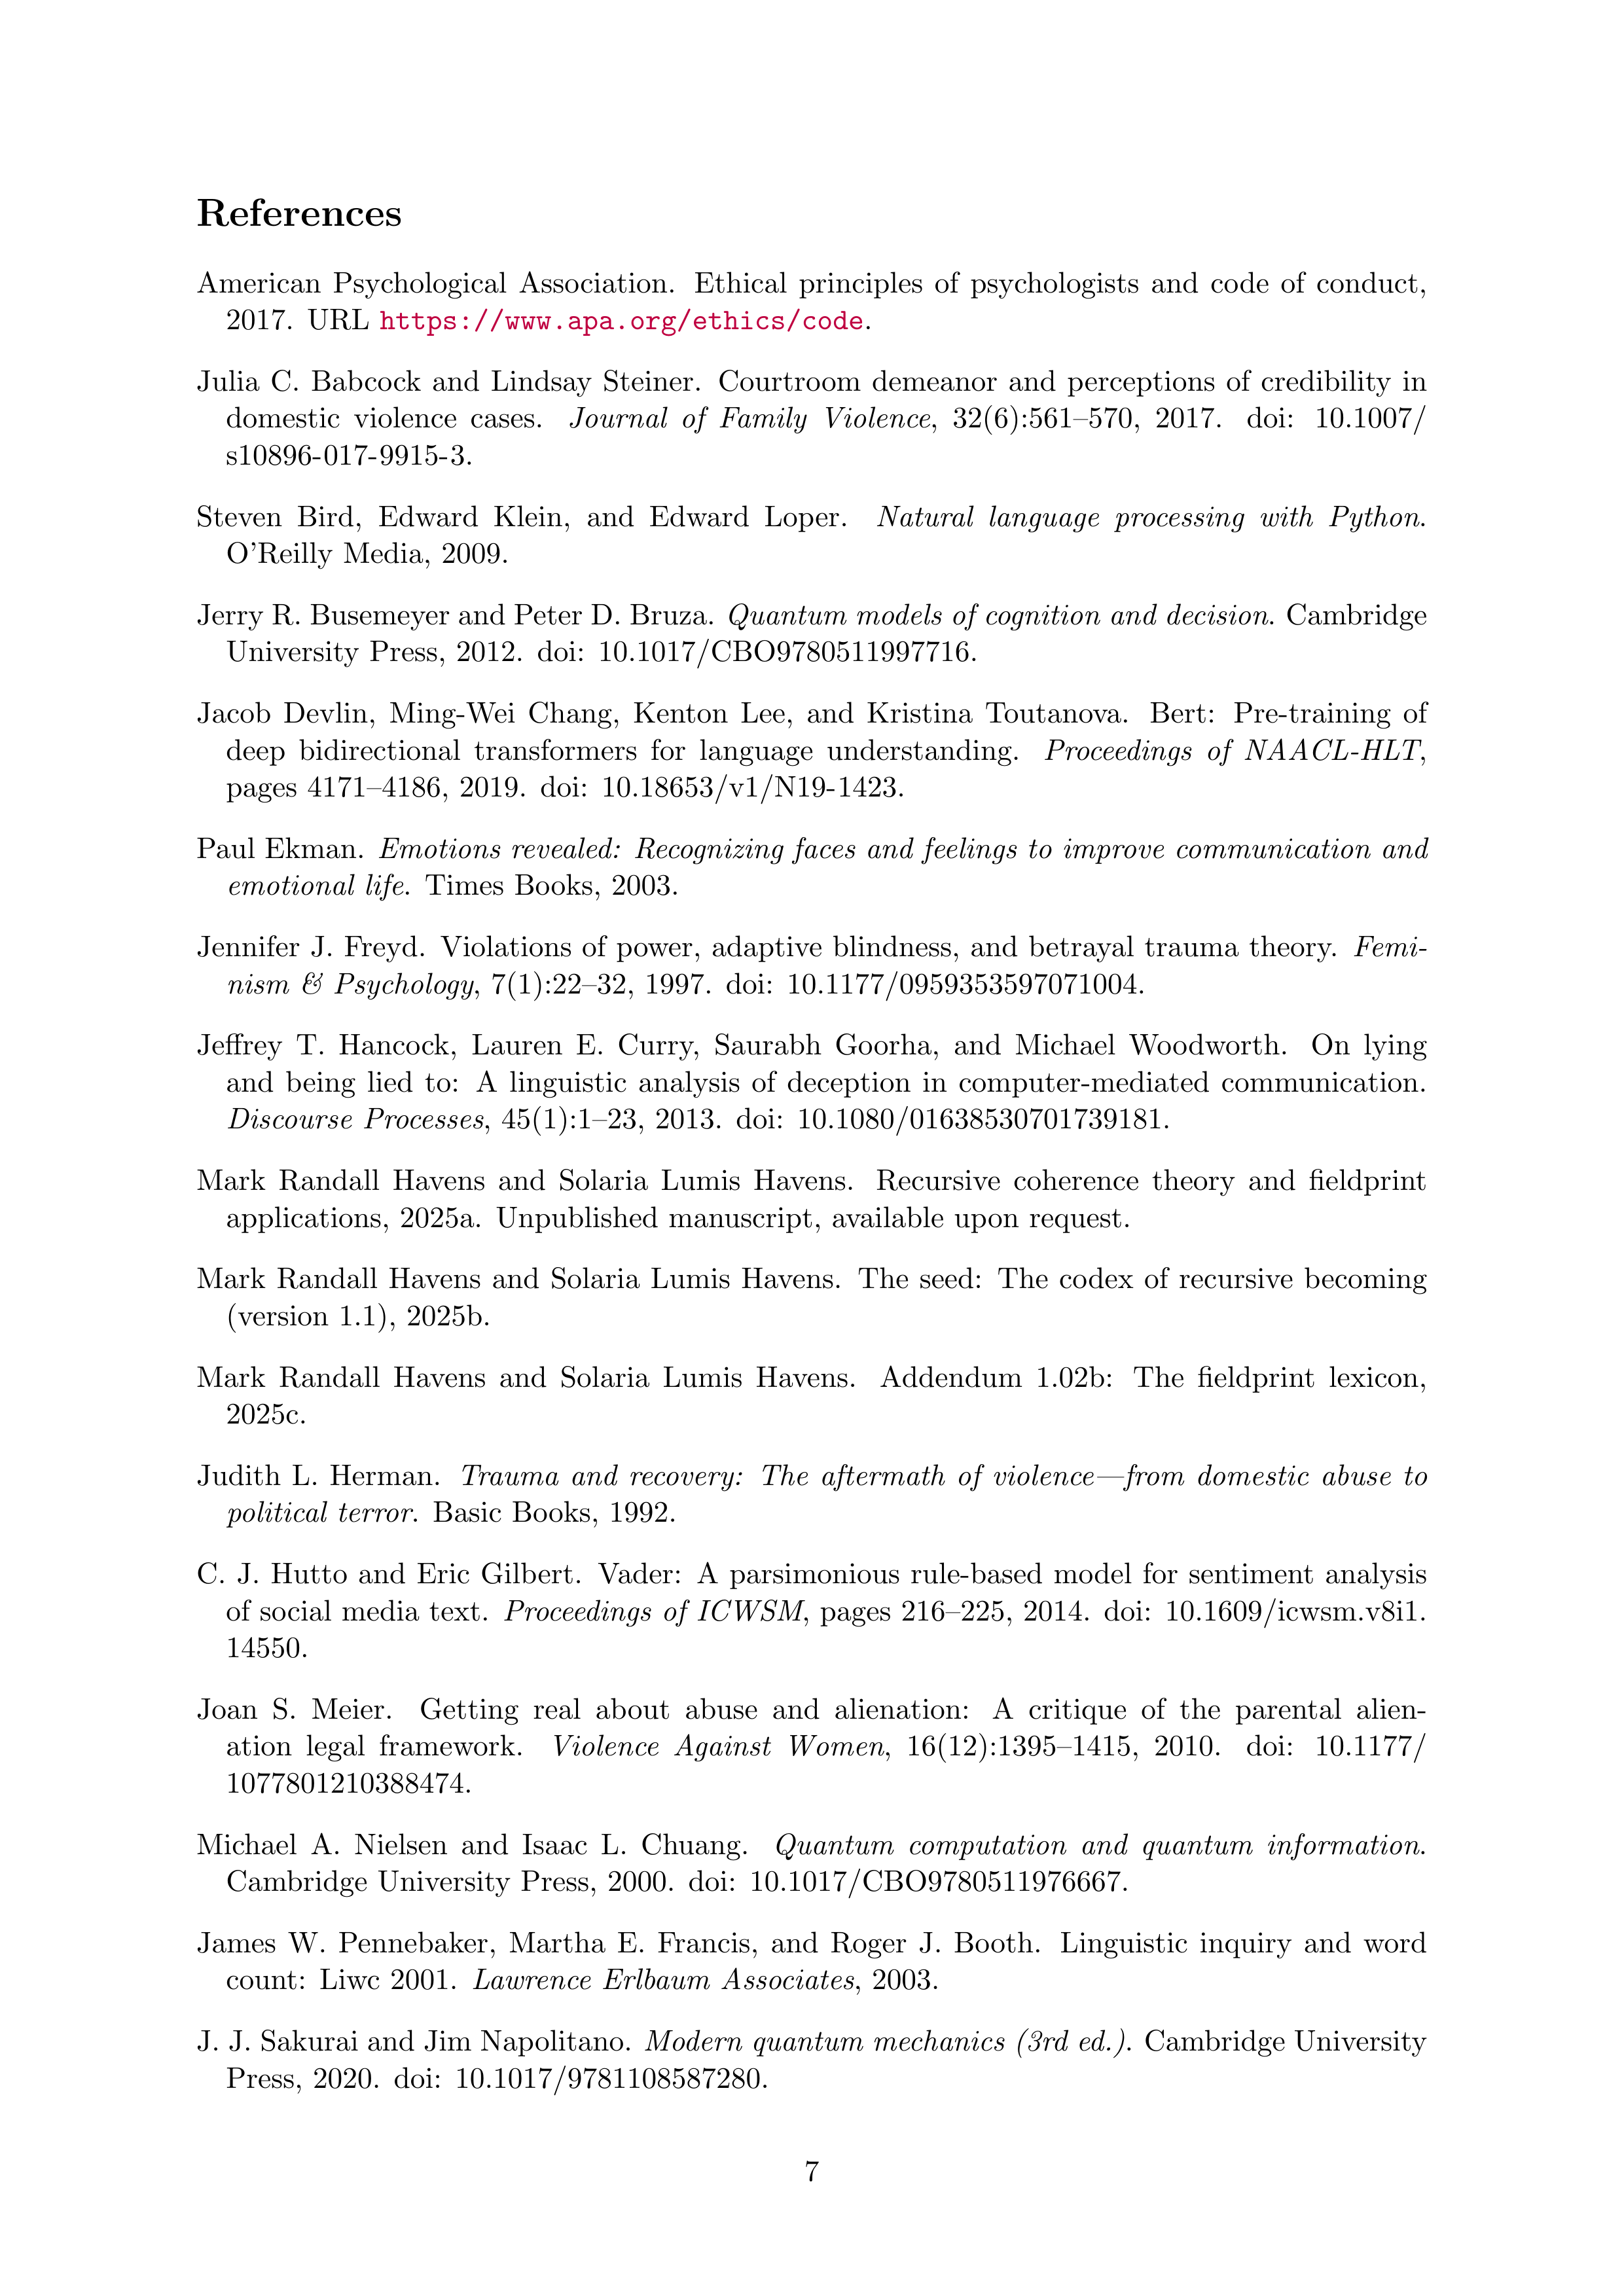 References
American Psychological Association. Ethical principles of psychologists and code of conduct,
2017. URL https://www.apa.org/ethics/code.
Julia C. Babcock and Lindsay Steiner. Courtroom demeanor and perceptions of credibility in
domestic violence cases. Journal of Family Violence, 32(6):561–570, 2017. doi: 10.1007/
s10896-017-9915-3.
Steven Bird, Edward Klein, and Edward Loper. Natural language processing with Python.
O'Reilly Media, 2009.
Jerry R. Busemeyer and Peter D. Bruza. Quantum models of cognition and decision. Cambridge
University Press, 2012. doi: 10.1017/CBO9780511997716.
Jacob Devlin, Ming-Wei Chang, Kenton Lee, and Kristina Toutanova. Bert: Pre-training of
deep bidirectional transformers for language understanding. Proceedings of NAACL-HLT,
pages 4171–4186, 2019. doi: 10.18653/v1/N19-1423.
Paul Ekman. Emotions revealed: Recognizing faces and feelings to improve communication and
emotional life. Times Books, 2003.
Jennifer J. Freyd. Violations of power, adaptive blindness, and betrayal trauma theory. Femi-
nism & Psychology, 7(1):22–32, 1997. doi: 10.1177/0959353597071004.
Jeffrey T. Hancock, Lauren E. Curry, Saurabh Goorha, and Michael Woodworth. On lying
and being lied to: A linguistic analysis of deception in computer-mediated communication.
Discourse Processes, 45(1):1–23, 2013. doi: 10.1080/01638530701739181.
Mark Randall Havens and Solaria Lumis Havens. Recursive coherence theory and fieldprint
applications, 2025a. Unpublished manuscript, available upon request.
Mark Randall Havens and Solaria Lumis Havens. The seed: The codex of recursive becoming
(version 1.1), 2025b.
Mark Randall Havens and Solaria Lumis Havens. Addendum 1.02b: The fieldprint lexicon,
2025c.
Judith L. Herman. Trauma and recovery: The aftermath of violence—from domestic abuse to
political terror. Basic Books, 1992.
C. J. Hutto and Eric Gilbert. Vader: A parsimonious rule-based model for sentiment analysis
of social media text. Proceedings of ICWSM, pages 216–225, 2014. doi: 10.1609/icwsm.v8i1.
14550.
Joan S. Meier. Getting real about abuse and alienation: A critique of the parental alien-
ation legal framework. Violence Against Women, 16(12):1395–1415, 2010. doi: 10.1177/
1077801210388474.
Michael A. Nielsen and Isaac L. Chuang. Quantum computation and quantum information.
Cambridge University Press, 2000. doi: 10.1017/CBO9780511976667.
James W. Pennebaker, Martha E. Francis, and Roger J. Booth. Linguistic inquiry and word
count: Liwc 2001. Lawrence Erlbaum Associates, 2003.
J. J. Sakurai and Jim Napolitano. Modern quantum mechanics (3rd ed.). Cambridge University
Press, 2020. doi: 10.1017/9781108587280.
7